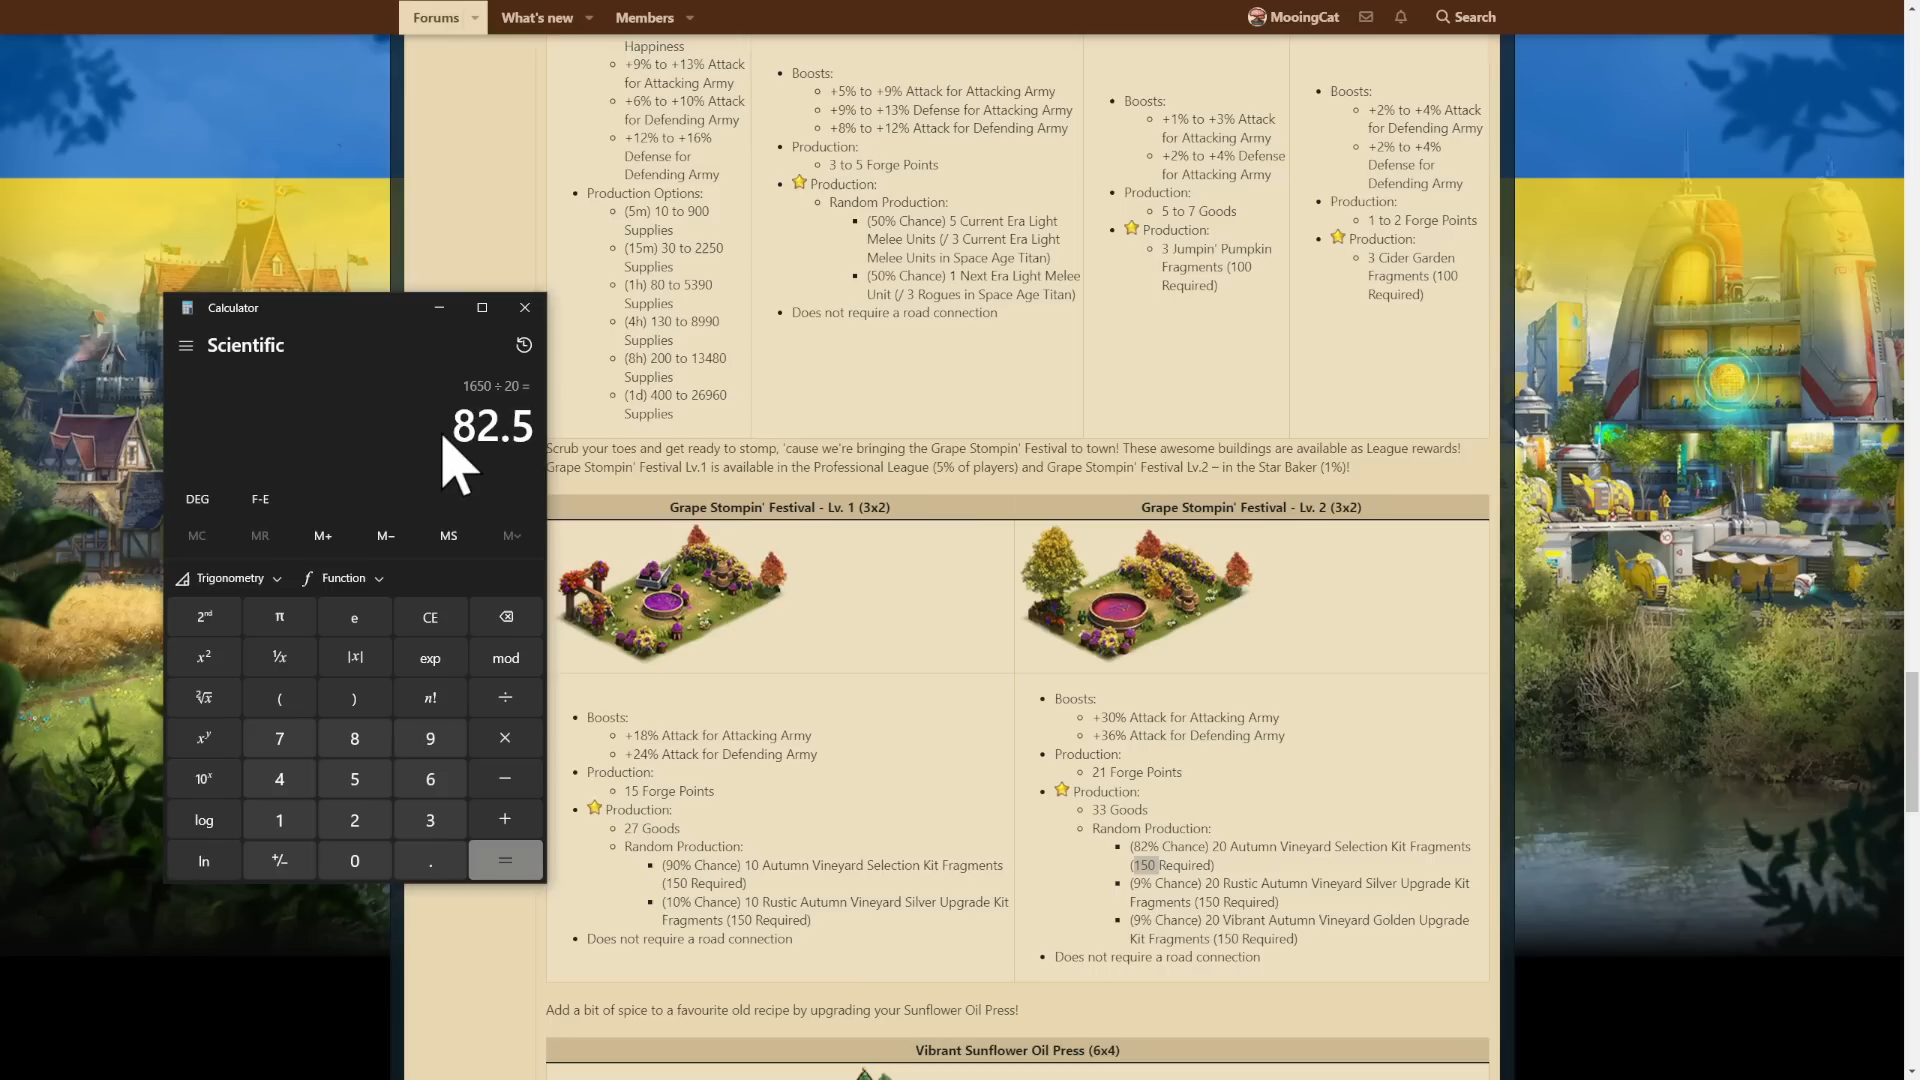 Forums
What's new
Members
MooingCat
Search
Happiness
+9% to +13% Attack
for Attacking Army
+6% to +10% Attack
for Defending Army
+12% to +16%
Defense for
Defending Army
Production Options:
(5m) 10 to 900
Supplies
(15m) 30 to 2250
Supplies
(1h) 80 to 5390
Supplies
(4h) 130 to 8990
Supplies
(8h) 200 to 13480
Supplies
(1d) 400 to 26960
Supplies
Boosts:
+5% to +9% Attack for Attacking Army
+9% to +13% Defense for Attacking Army
+8% to +12% Attack for Defending Army
Production:
3 to 5 Forge Points
Production:
Random Production:
(50% Chance) 5 Current Era Light
Melee Units (/ 3 Current Era Light
Melee Units in Space Age Titan)
(50% Chance) 1 Next Era Light Melee
Unit (/ 3 Rogues in Space Age Titan)
Does not require a road connection
Boosts:
+1% to +3% Attack
for Attacking Army
+2% to +4% Defense
for Attacking Army
Production:
5 to 7 Goods
Production:
3 Jumpin' Pumpkin
Fragments (100
Required)
Boosts:
+2% to +4% Attack
for Defending Army
+2% to +4%
Defense for
Defending Army
Production:
1 to 2 Forge Points
Production:
3 Cider Garden
Fragments (100
Required)
Calculator
Scientific
1650 ÷ 20 =
82.5
DEG
F-E
MC
MR
M+
M−
MS
M
Trigonometry
f Function
2nd
π
e
CE
x²
¹/x
|x|
exp
mod
²√x
(
)
n!
÷
xʸ
7
8
9
×
10ˣ
4
5
6
−
log
1
2
3
+
ln
+/−
0
.
=
Scrub your toes and get ready to stomp, 'cause we're bringing the Grape Stompin' Festival to town! These awesome buildings are available as League rewards!
Grape Stompin' Festival Lv.1 is available in the Professional League (5% of players) and Grape Stompin' Festival Lv.2 – in the Star Baker (1%)!
Grape Stompin' Festival - Lv. 1 (3x2)
Grape Stompin' Festival - Lv. 2 (3x2)
Boosts:
+18% Attack for Attacking Army
+24% Attack for Defending Army
Production:
15 Forge Points
Production:
27 Goods
Random Production:
(90% Chance) 10 Autumn Vineyard Selection Kit Fragments
(150 Required)
(10% Chance) 10 Rustic Autumn Vineyard Silver Upgrade Kit
Fragments (150 Required)
Does not require a road connection
Boosts:
+30% Attack for Attacking Army
+36% Attack for Defending Army
Production:
21 Forge Points
Production:
33 Goods
Random Production:
(82% Chance) 20 Autumn Vineyard Selection Kit Fragments
(150 Required)
(9% Chance) 20 Rustic Autumn Vineyard Silver Upgrade Kit
Fragments (150 Required)
(9% Chance) 20 Vibrant Autumn Vineyard Golden Upgrade
Kit Fragments (150 Required)
Does not require a road connection
Add a bit of spice to a favourite old recipe by upgrading your Sunflower Oil Press!
Vibrant Sunflower Oil Press (6x4)